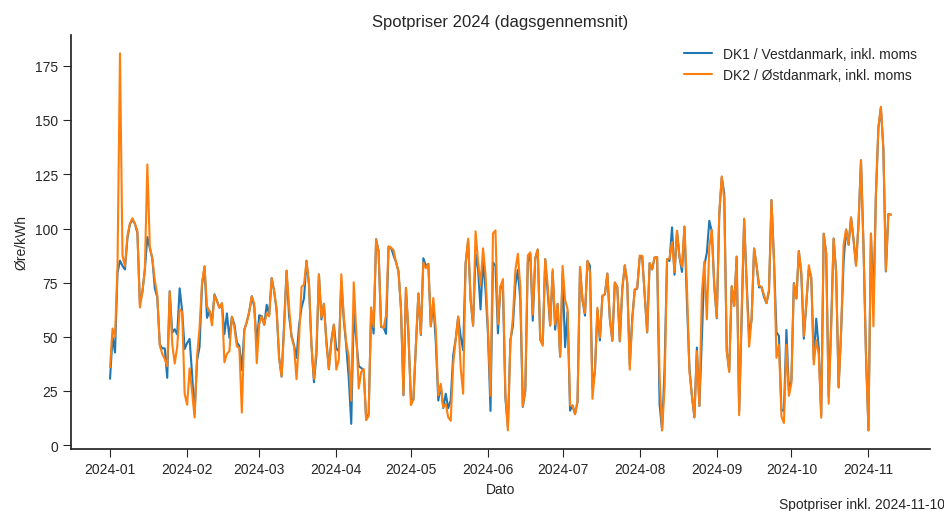 Spotpriser 2024 (dagsgennemsnit)
DK1 / Vestdanmark, inkl. moms
DK2 / Østdanmark, inkl. moms
Øre/kWh
175
150
125
100
75
50
25
0
2024-01 2024-02 2024-03 2024-04 2024-05 2024-06 2024-07 2024-08 2024-09 2024-10 2024-11
Dato
Spotpriser inkl. 2024-11-10